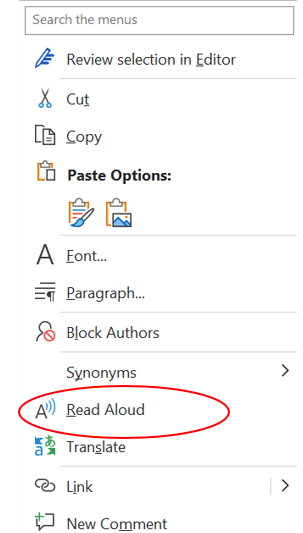 Search the menus
Review selection in Editor
Cut
Copy
Paste Options:
Font...
Paragraph...
Block Authors
Synonyms
Read Aloud
Translate
Link
New Comment